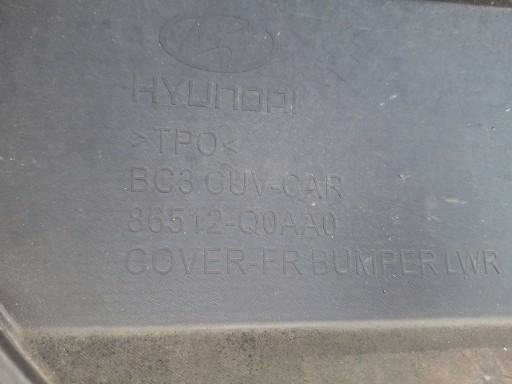 HYUNDAI
>TPO<
BC3 CUV-CAR
86512-Q0AA0
COVER-FR BUMPER LWR